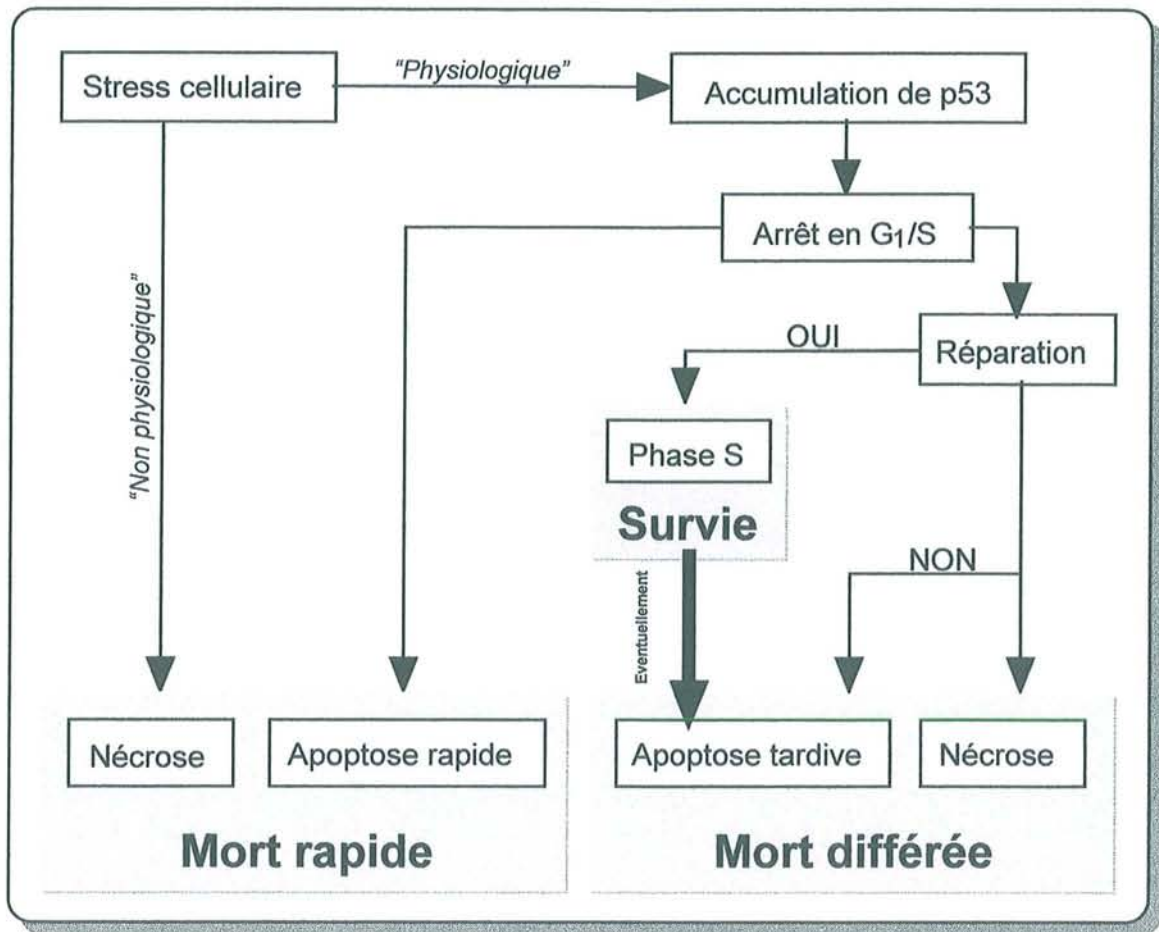 Stress cellulaire
“Physiologique”
Accumulation de p53
Arrêt en G1/S
“Non physiologique”
OUI
Réparation
Phase S
Survie
NON
Eventuellement
Nécrose
Apoptose rapide
Apoptose tardive
Nécrose
Mort rapide
Mort différée